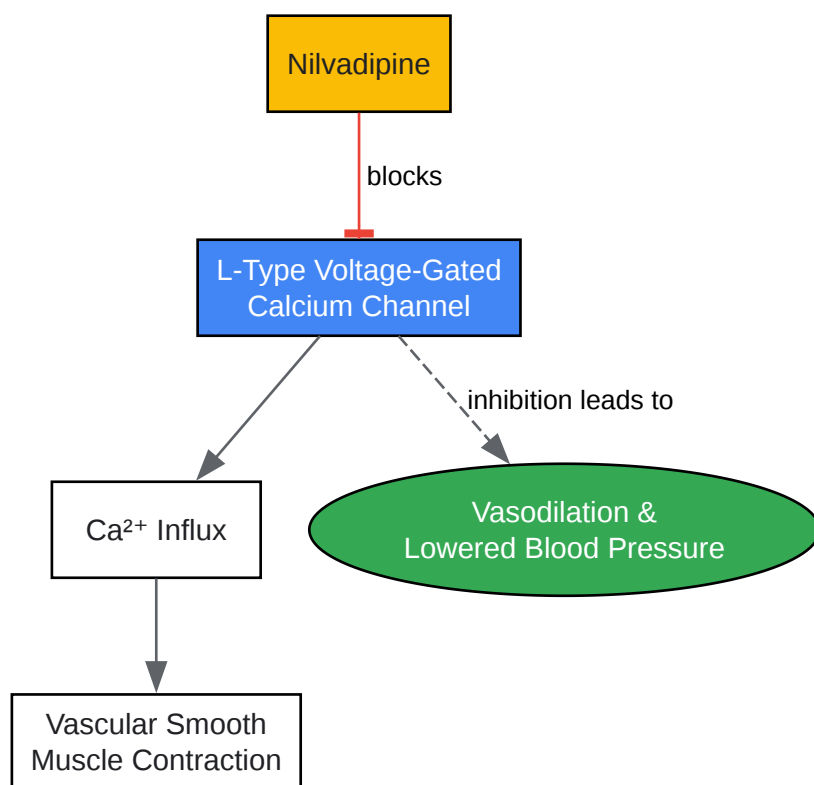 Nilvadipine
blocks
L-Type Voltage-Gated
Calcium Channel
inhibition leads to
Ca²⁺ Influx
Vasodilation &
Lowered Blood Pressure
Vascular Smooth
Muscle Contraction